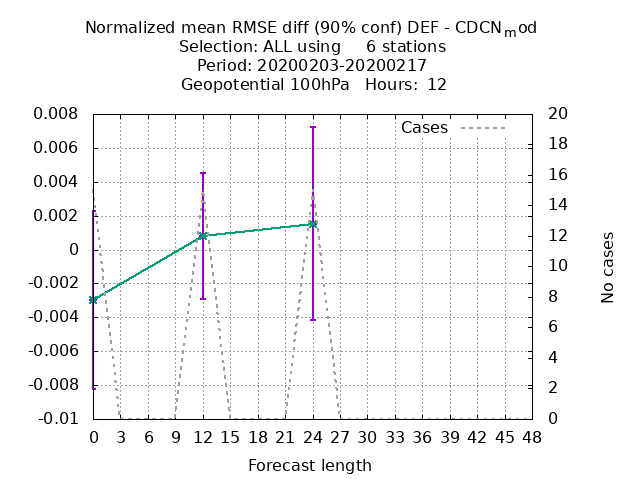 Normalized mean RMSE diff (90% conf) DEF - CDCNmod
Selection: ALL using     6 stations
Period: 20200203-20200217
Geopotential 100hPa   Hours:  12
Cases
0.008
0.006
0.004
0.002
0
-0.002
-0.004
-0.006
-0.008
-0.01
20
18
16
14
12
10
8
6
4
2
0
No cases
0 3 6 9 12 15 18 21 24 27 30 33 36 39 42 45 48
Forecast length